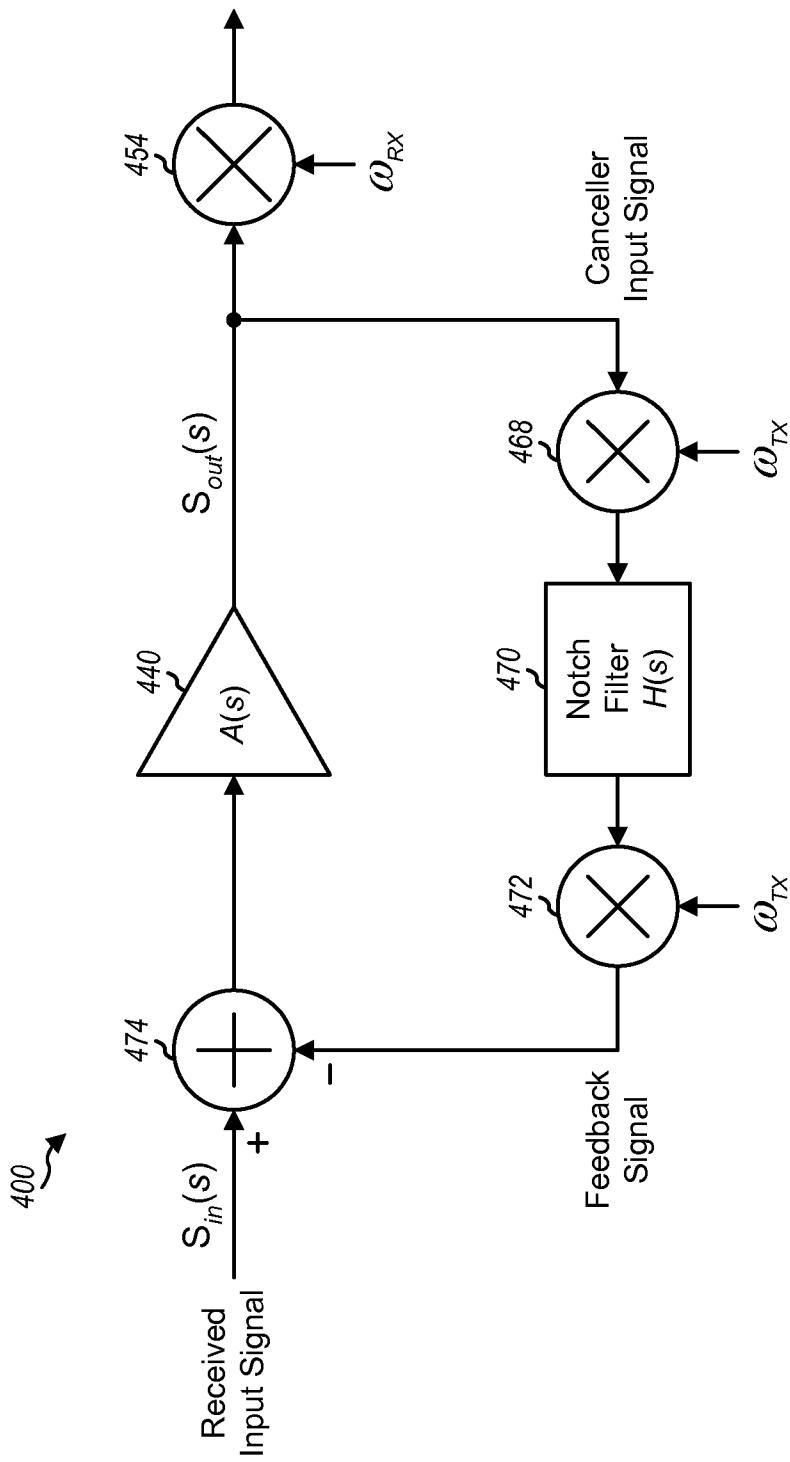 400
Received
Input Signal
S_in(s)
+
-
474
440
A(s)
S_out(s)
454
ω_RX
Feedback
Signal
472
ω_TX
470
Notch
Filter
H(s)
468
ω_TX
Canceller
Input Signal